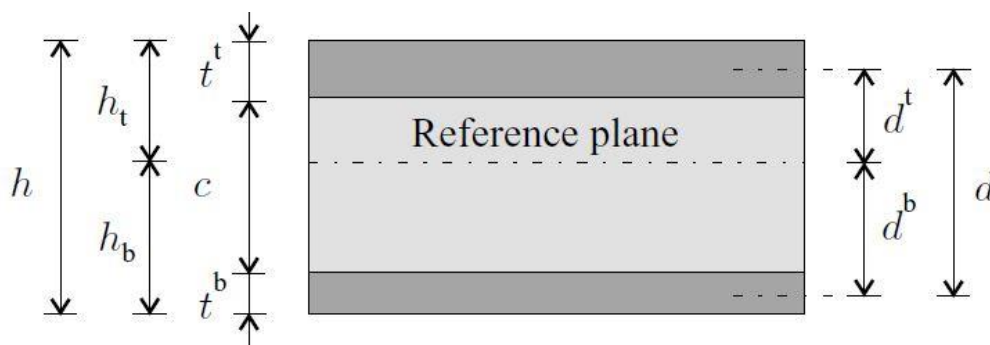 t^t
h_t
d^t
Reference plane
h
c
d
h_b
d^b
t^b